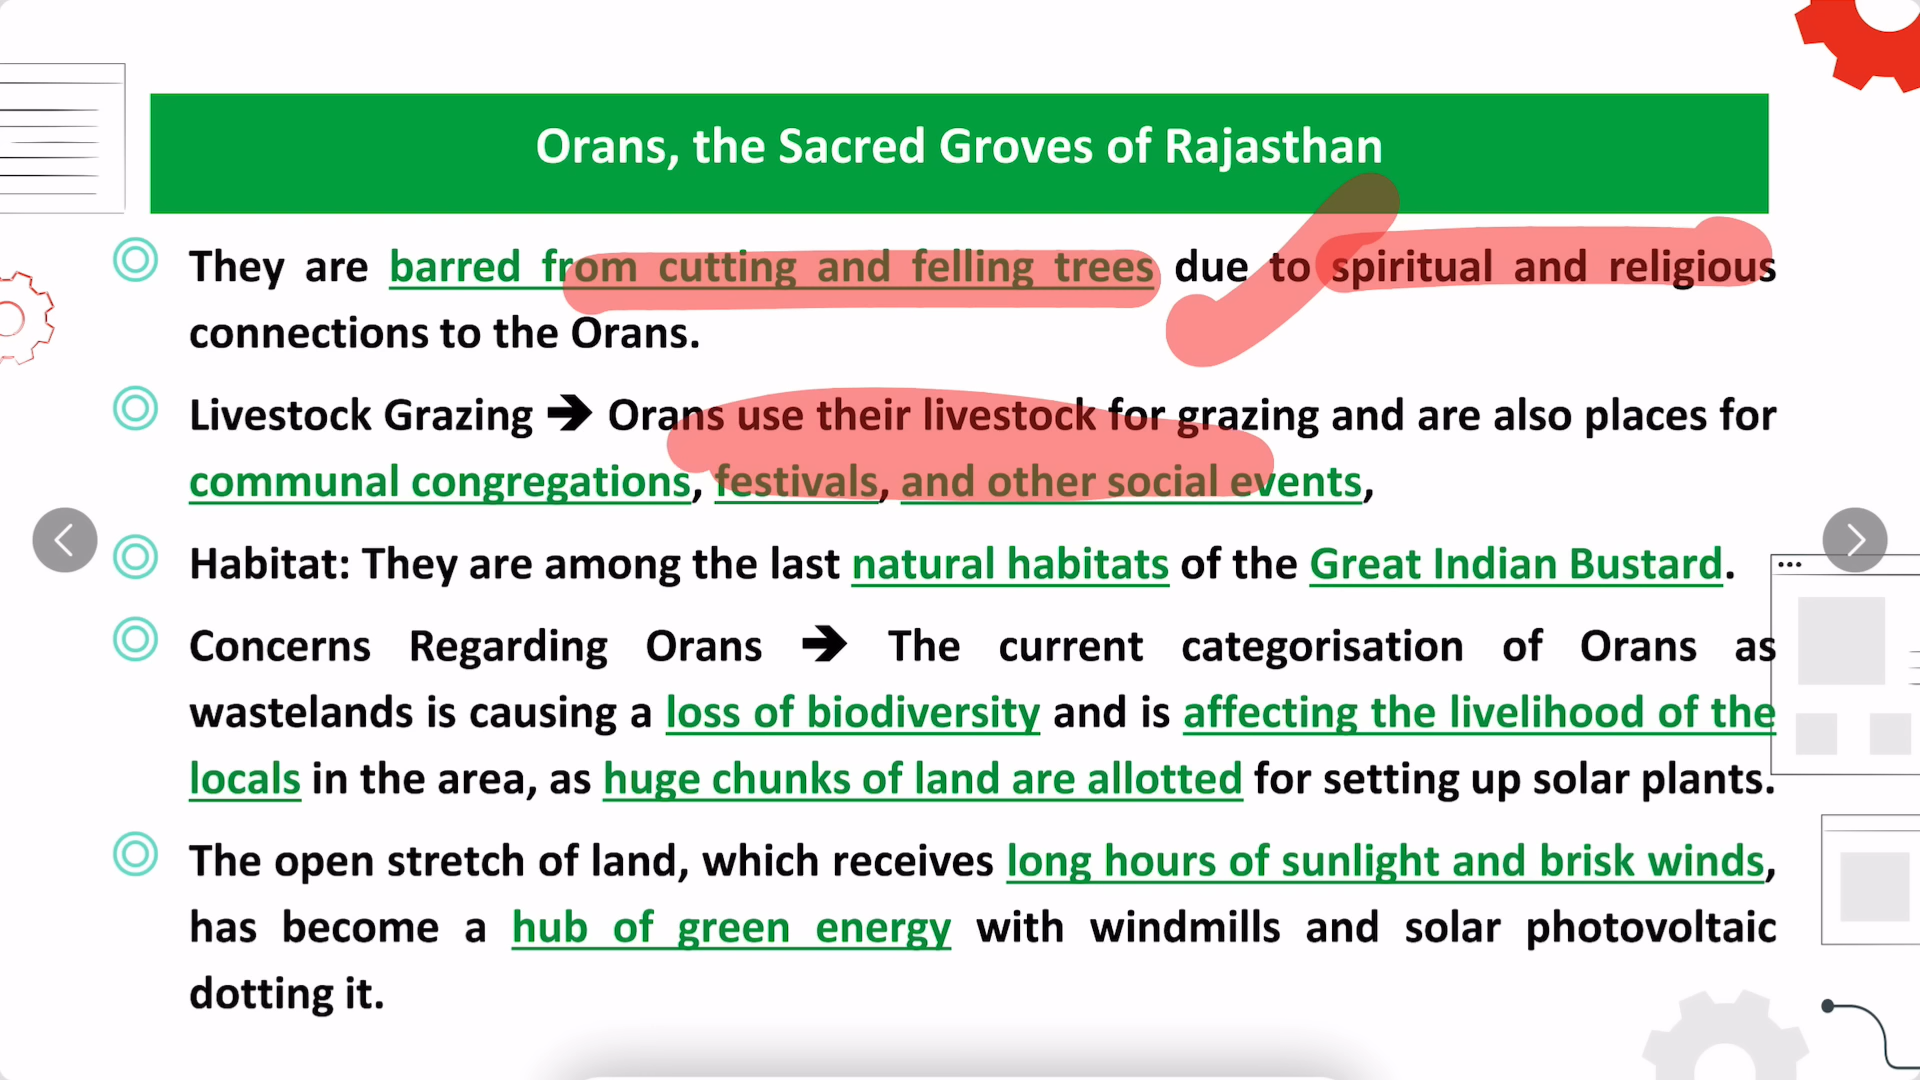 Orans, the Sacred Groves of Rajasthan
They are barred from cutting and felling trees due to spiritual and religious
connections to the Orans.
Livestock Grazing ➔ Orans use their livestock for grazing and are also places for
communal congregations, festivals, and other social events,
Habitat: They are among the last natural habitats of the Great Indian Bustard.
Concerns Regarding Orans ➔ The current categorisation of Orans as
wastelands is causing a loss of biodiversity and is affecting the livelihood of the
locals in the area, as huge chunks of land are allotted for setting up solar plants.
The open stretch of land, which receives long hours of sunlight and brisk winds,
has become a hub of green energy with windmills and solar photovoltaic
dotting it.